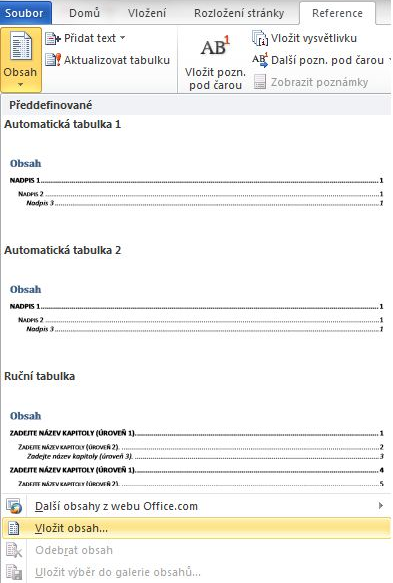 Soubor Domů Vložení Rozložení stránky Reference
Obsah
Přidat text
Aktualizovat tabulku
AB1
Vložit pozn.
pod čarou
Vložit vysvětlivku
AB Další pozn. pod čarou
Zobrazit poznámky
Předdefinované
Automatická tabulka 1
Obsah
NADPIS 1 1
NADPIS 2 1
Nadpis 3 1
Automatická tabulka 2
Obsah
NADPIS 1 1
NADPIS 2 1
Nadpis 3 1
Ruční tabulka
Obsah
ZADEJTE NÁZEV KAPITOLY (ÚROVEŇ 1) 1
ZADEJTE NÁZEV KAPITOLY (ÚROVEŇ 2) 2
Zadejte název kapitoly (úroveň 3) 3
ZADEJTE NÁZEV KAPITOLY (ÚROVEŇ 1) 4
ZADEJTE NÁZEV KAPITOLY (ÚROVEŇ 2) 5
Další obsahy z webu Office.com
Vložit obsah...
Odebrat obsah
Uložit výběr do galerie obsahů...